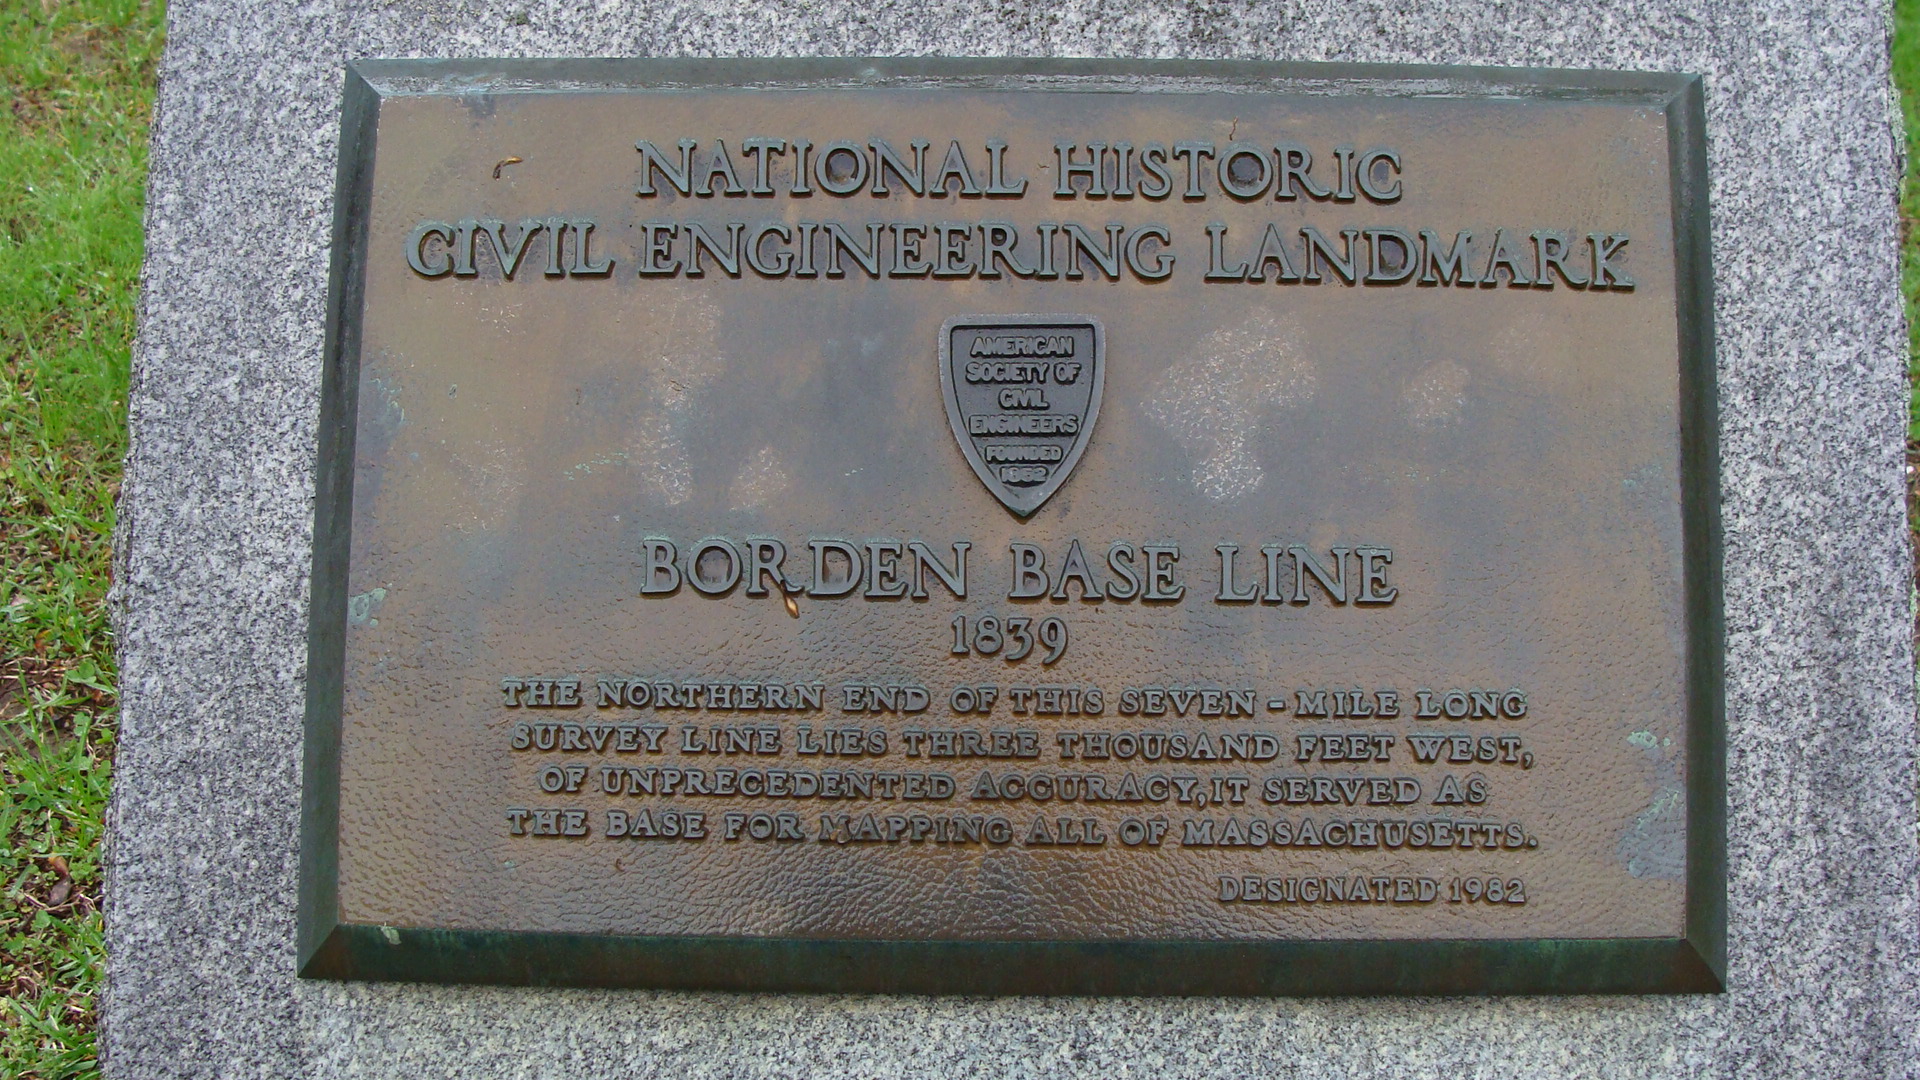 NATIONAL HISTORIC
CIVIL ENGINEERING LANDMARK
AMERICAN
SOCIETY OF
CIVIL
ENGINEERS
FOUNDED
1852
BORDEN BASE LINE
1839
THE NORTHERN END OF THIS SEVEN-MILE LONG
SURVEY LINE LIES THREE THOUSAND FEET WEST,
OF UNPRECEDENTED ACCURACY, IT SERVED AS
THE BASE FOR MAPPING ALL OF MASSACHUSETTS.
DESIGNATED 1982